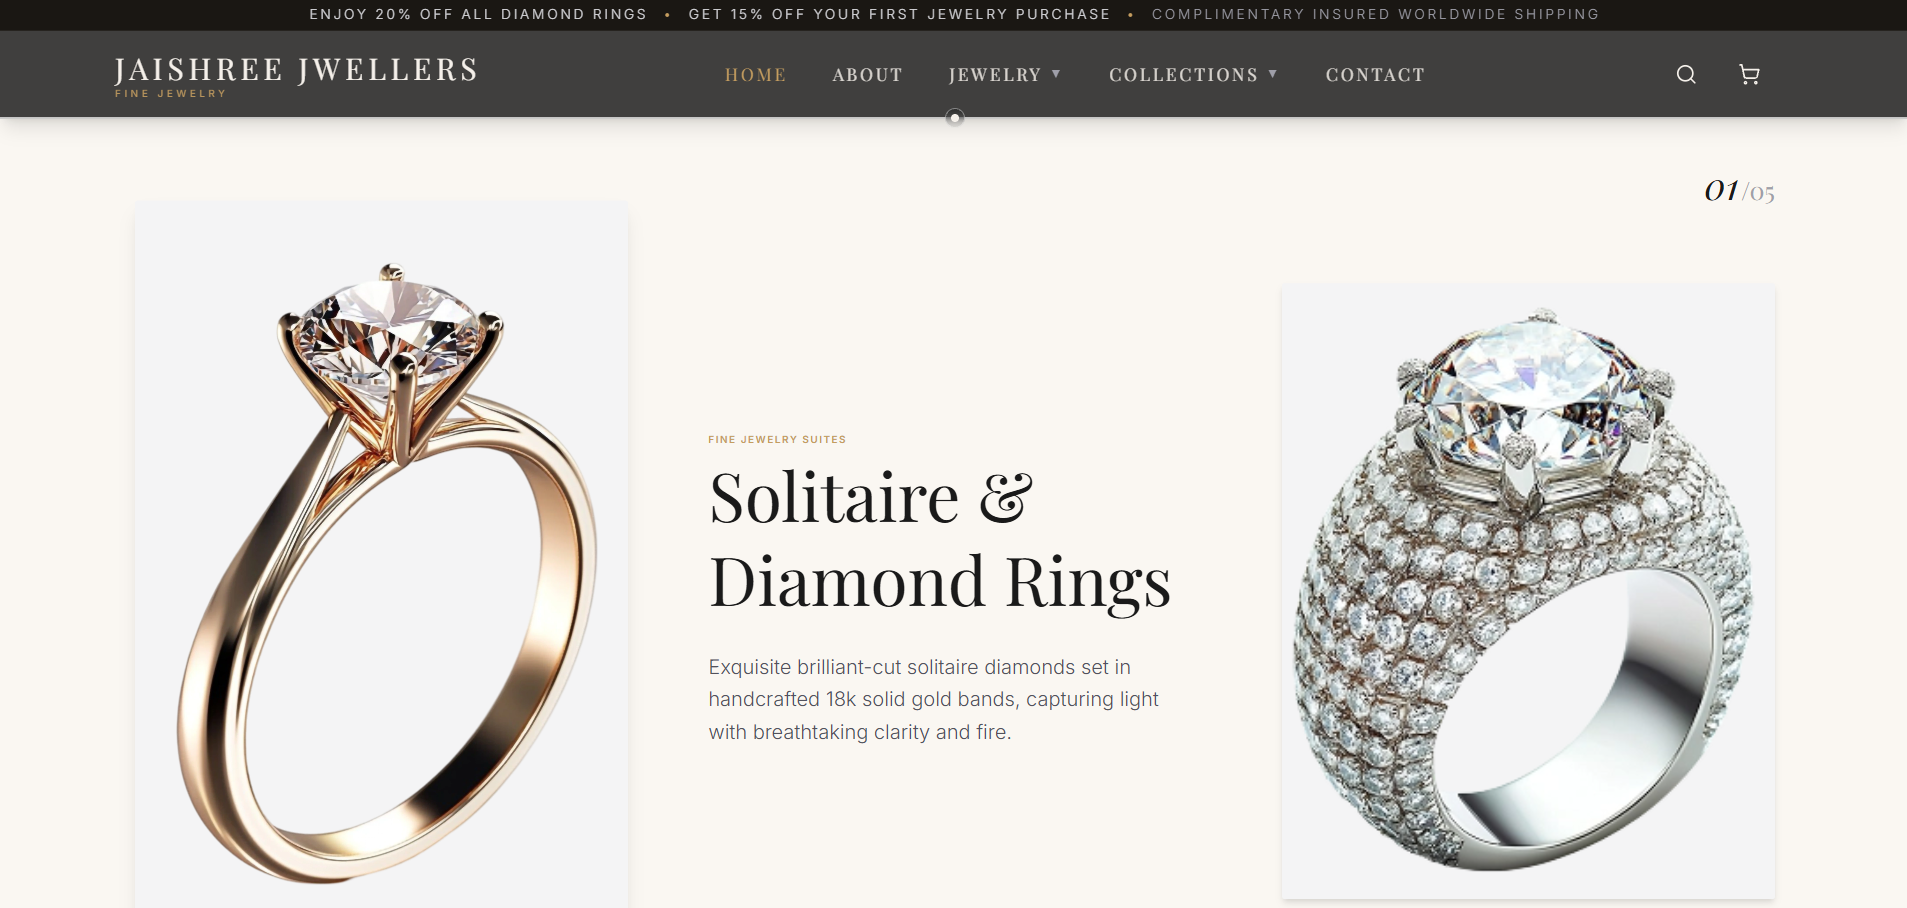 ENJOY 20% OFF ALL DIAMOND RINGS • GET 15% OFF YOUR FIRST JEWELRY PURCHASE • COMPLIMENTARY INSURED WORLDWIDE SHIPPING
JAISHREE JWELLERS
FINE JEWELRY
HOME ABOUT JEWELRY ▼ COLLECTIONS ▼ CONTACT
01/05
FINE JEWELRY SUITES
Solitaire &
Diamond Rings
Exquisite brilliant-cut solitaire diamonds set in
handcrafted 18k solid gold bands, capturing light
with breathtaking clarity and fire.